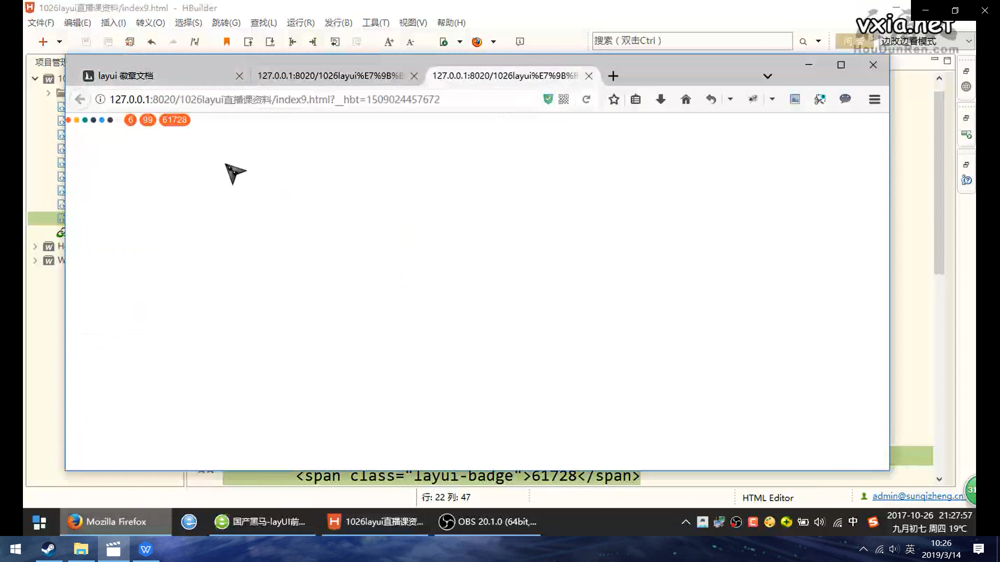 1026layui直播课资料/index9.html - HBuilder
文件(F) 编辑(E) 插入(I) 转义(O) 选择(S) 跳转(G) 查找(L) 运行(R) 发行(B) 工具(T) 视图(V) 帮助(H)
vxia.net
搜索（双击Ctrl）
问答
边改边看模式
HouDunRen.com
项目管理
layui 徽章文档
127.0.0.1:8020/1026layui%E7%9B%B
127.0.0.1:8020/1026layui%E7%9B%B
127.0.0.1:8020/1026layui直播课资料/index9.html?__hbt=1509024457672
6 99 61728
10
H
W
<span class="layui-badge">61728</span>
行: 22 列: 47
HTML Editor
admin@sunqizheng.cn
31
Mozilla Firefox
国产黑马-layUI前...
1026layui直播课资...
OBS 20.1.0 (64bit,...
中
2017-10-26 21:27:57
九月初七 周四 19℃
英
10:26
2019/3/14